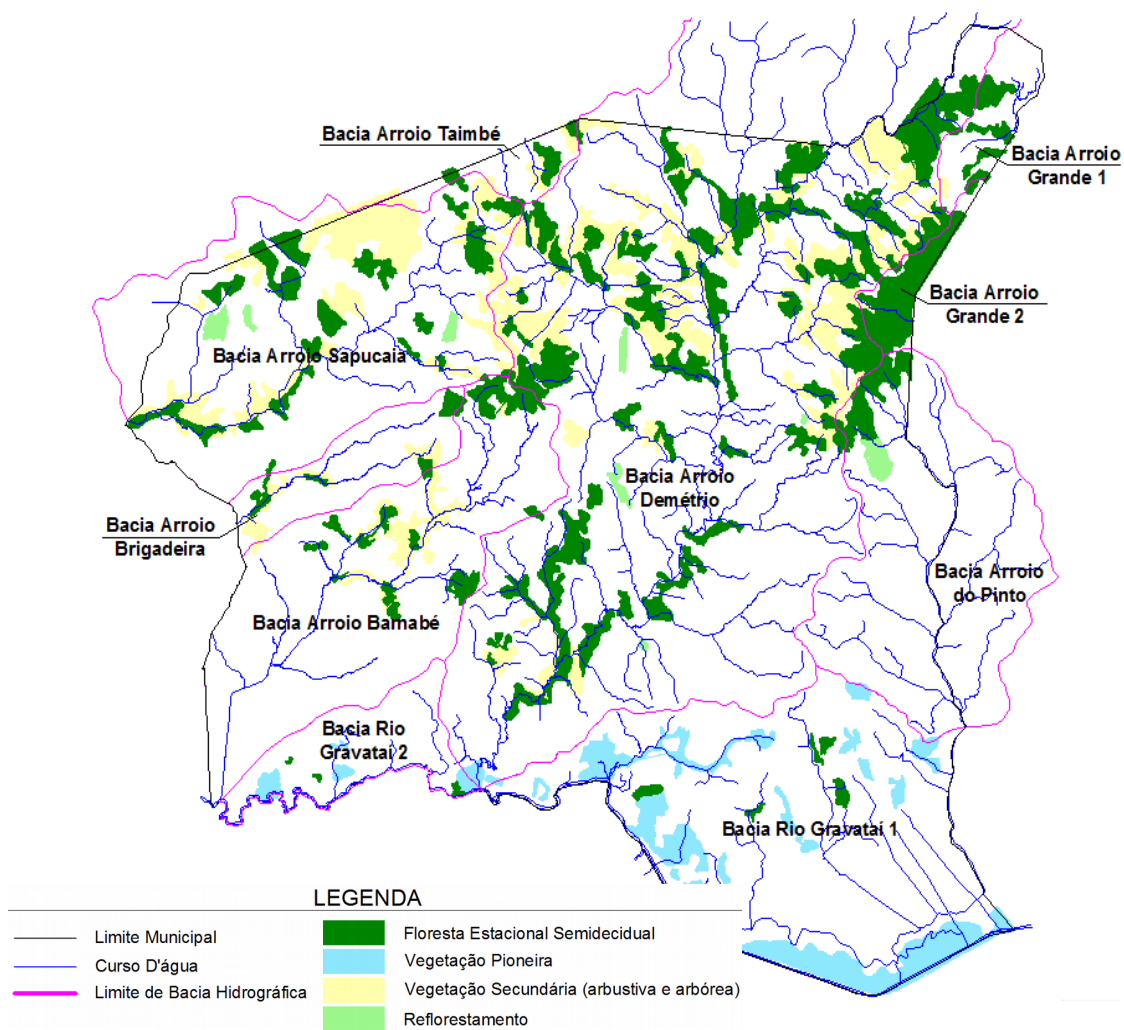 Bacia Arroio Taimbé
Bacia Arroio
Grande 1
Bacia Arroio
Grande 2
Bacia Arroio Sapucaia
Bacia Arroio
Demétrio
Bacia Arroio
Brigadeira
Bacia Arroio
do Pinto
Bacia Arroio Barnabé
Bacia Rio
Gravataí 2
Bacia Rio Gravataí 1
LEGENDA
Limite Municipal
Curso D'água
Limite de Bacia Hidrográfica
Floresta Estacional Semidecidual
Vegetação Pioneira
Vegetação Secundária (arbustiva e arbórea)
Reflorestamento